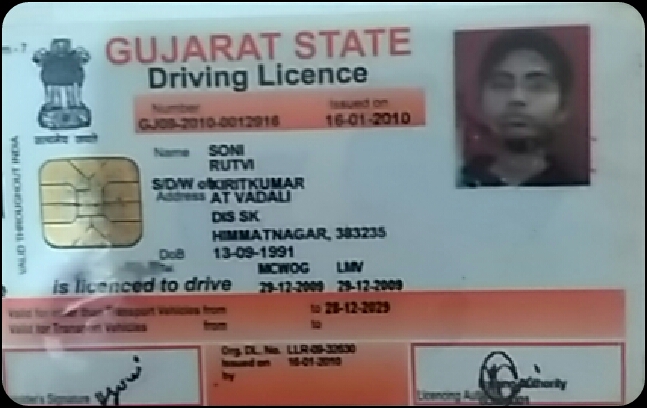 GUJARAT STATE
Driving Licence
Number Issued on
GJ09-2010-0012916 16-01-2010
Name SONI
RUTVI
S/D/W of KIRITKUMAR
Address AT VADALI
DIS SK
HIMMATNAGAR, 383235
DoB 13-09-1991
MCWOG LMV
is licenced to drive 29-12-2009 29-12-2009
Valid for other than Transport Vehicles from to 28-12-2029
Valid for Transport Vehicles from to
Org. DL. No. LLR-09-32630
Issued on 16-01-2010
by
Signature
Licencing Authority
VALID THROUGHOUT INDIA
सत्यमेव जयते